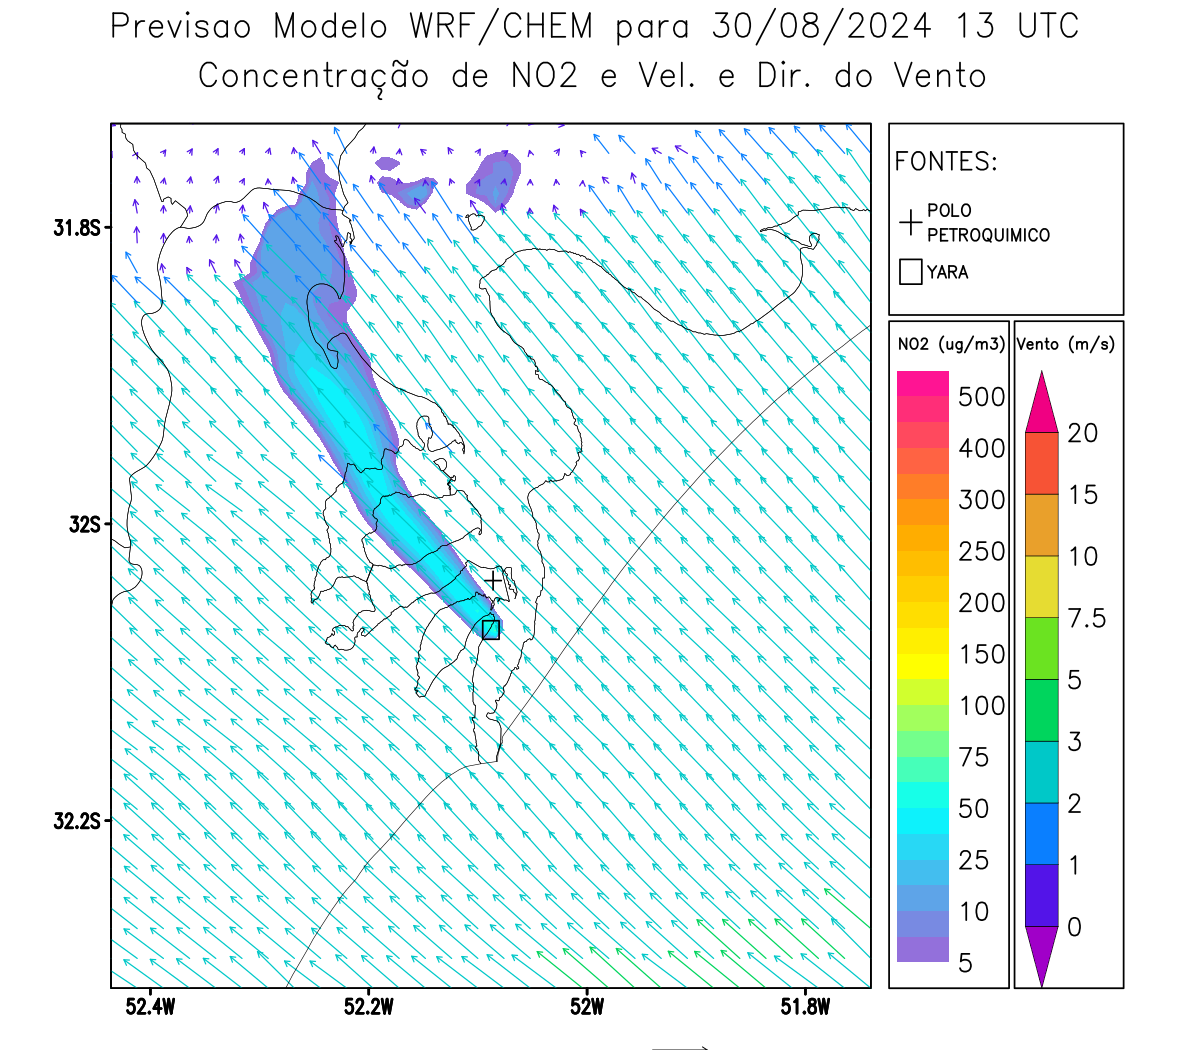 Previsao Modelo WRF/CHEM para 30/08/2024 13 UTC
Concentração de NO2 e Vel. e Dir. do Vento
FONTES:
POLO
PETROQUIMICO
YARA
NO2 (ug/m3)
500
400
300
250
200
150
100
75
50
25
10
5
Vento (m/s)
20
15
10
7.5
5
3
2
1
0
31.8S
32S
32.2S
52.4W
52.2W
52W
51.8W